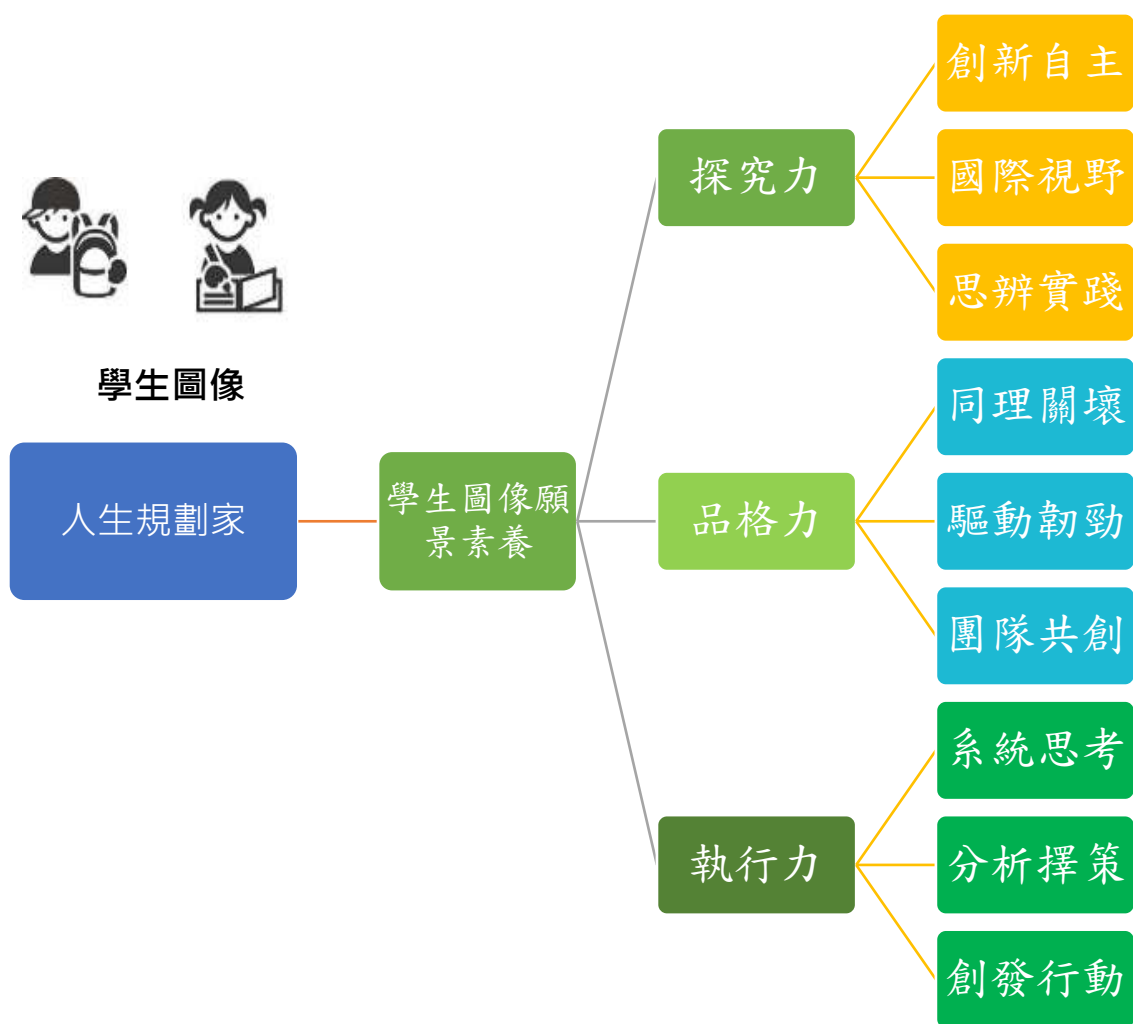 學生圖像
人生規劃家
學生圖像願
景素養
探究力
創新自主
國際視野
思辨實踐
品格力
同理關壞
驅動韌勁
團隊共創
執行力
系統思考
分析擇策
創發行動